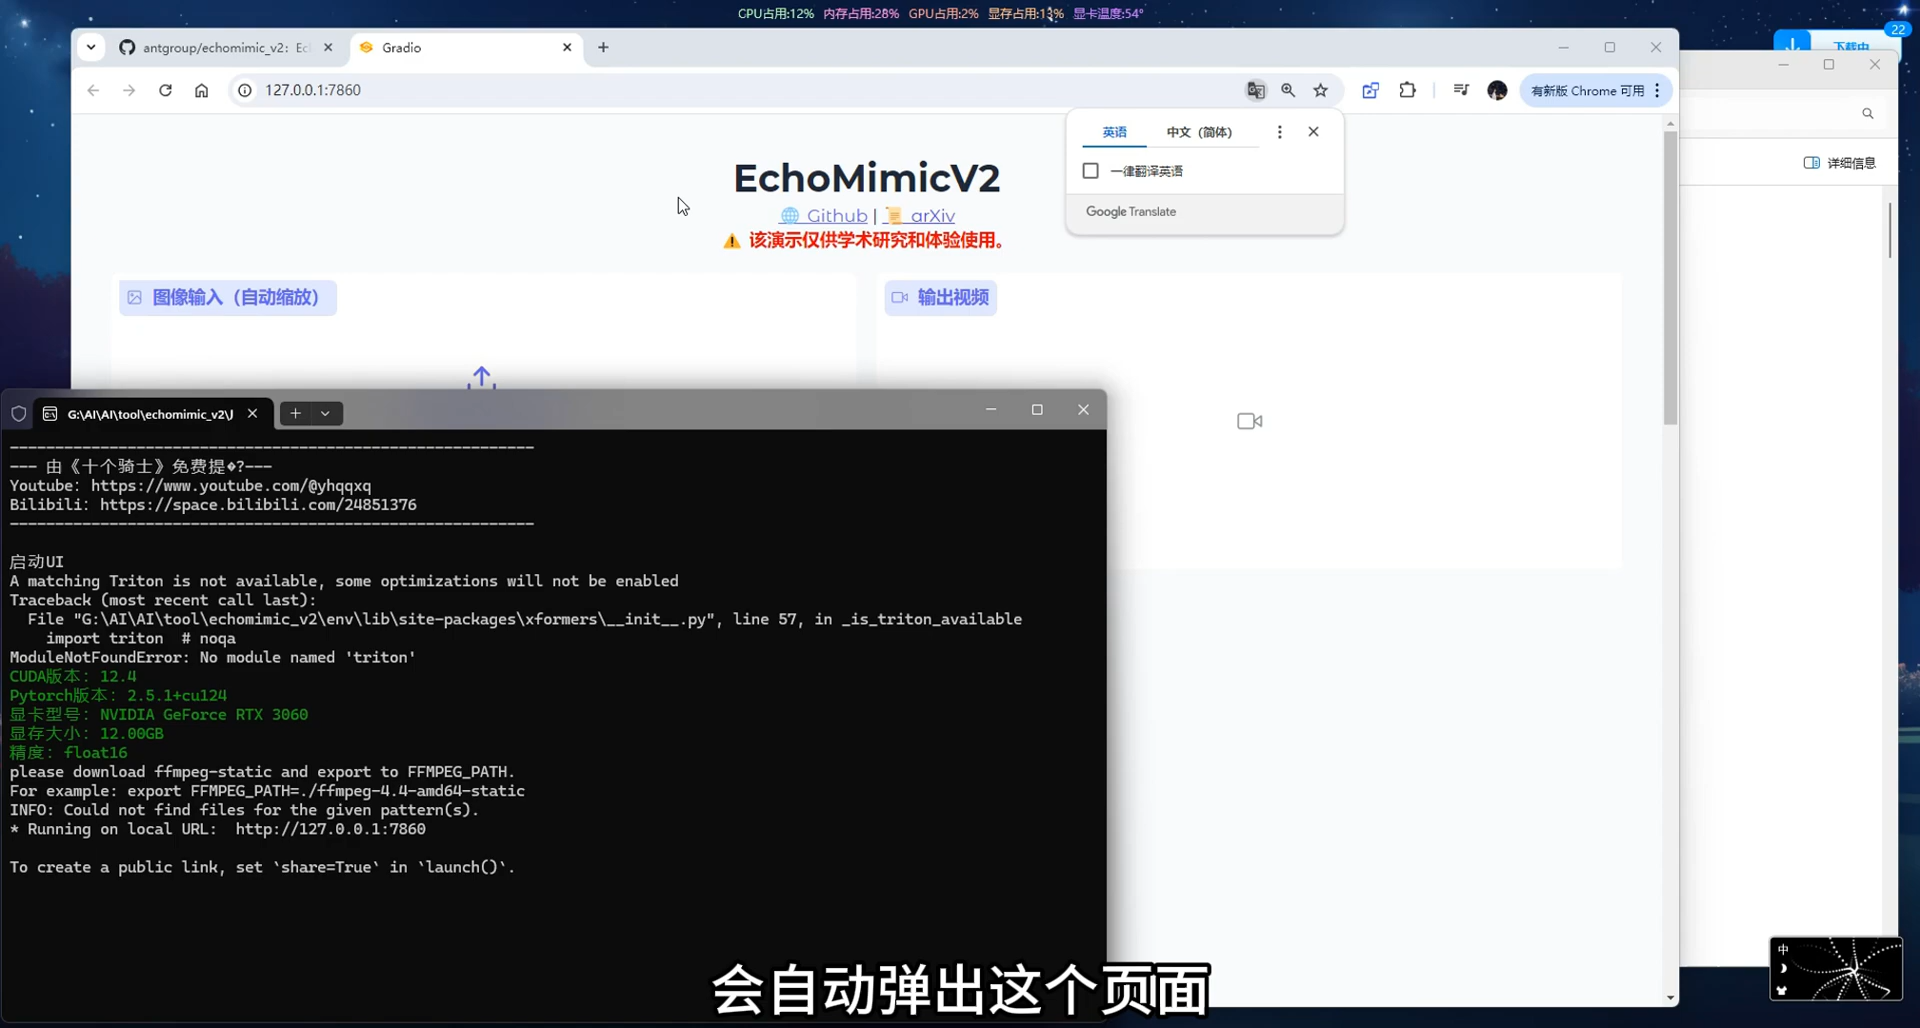 CPU占用:12% 内存占用:28% GPU占用:2% 显存占用:13% 显卡温度:54°
22
下载中
antgroup/echomimic_v2: Ec
Gradio
127.0.0.1:7860
有新版 Chrome 可用
英语
中文（简体）
一律翻译英语
Google Translate
详细信息
EchoMimicV2
Github | arXiv
该演示仅供学术研究和体验使用。
图像输入（自动缩放）
输出视频
G:\AI\AI\tool\echomimic_v2\J
--- 由《十个骑士》免费提�?---
Youtube: https://www.youtube.com/@yhqqxq
Bilibili: https://space.bilibili.com/24851376
启动UI
A matching Triton is not available, some optimizations will not be enabled
Traceback (most recent call last):
File "G:\AI\AI\tool\echomimic_v2\env\lib\site-packages\xformers\__init__.py", line 57, in _is_triton_available
import triton  # noqa
ModuleNotFoundError: No module named 'triton'
CUDA版本: 12.4
Pytorch版本: 2.5.1+cu124
显卡型号: NVIDIA GeForce RTX 3060
显存大小: 12.00GB
精度: float16
please download ffmpeg-static and export to FFMPEG_PATH.
For example: export FFMPEG_PATH=./ffmpeg-4.4-amd64-static
INFO: Could not find files for the given pattern(s).
* Running on local URL:  http://127.0.0.1:7860
To create a public link, set `share=True` in `launch()`.
会自动弹出这个页面
中